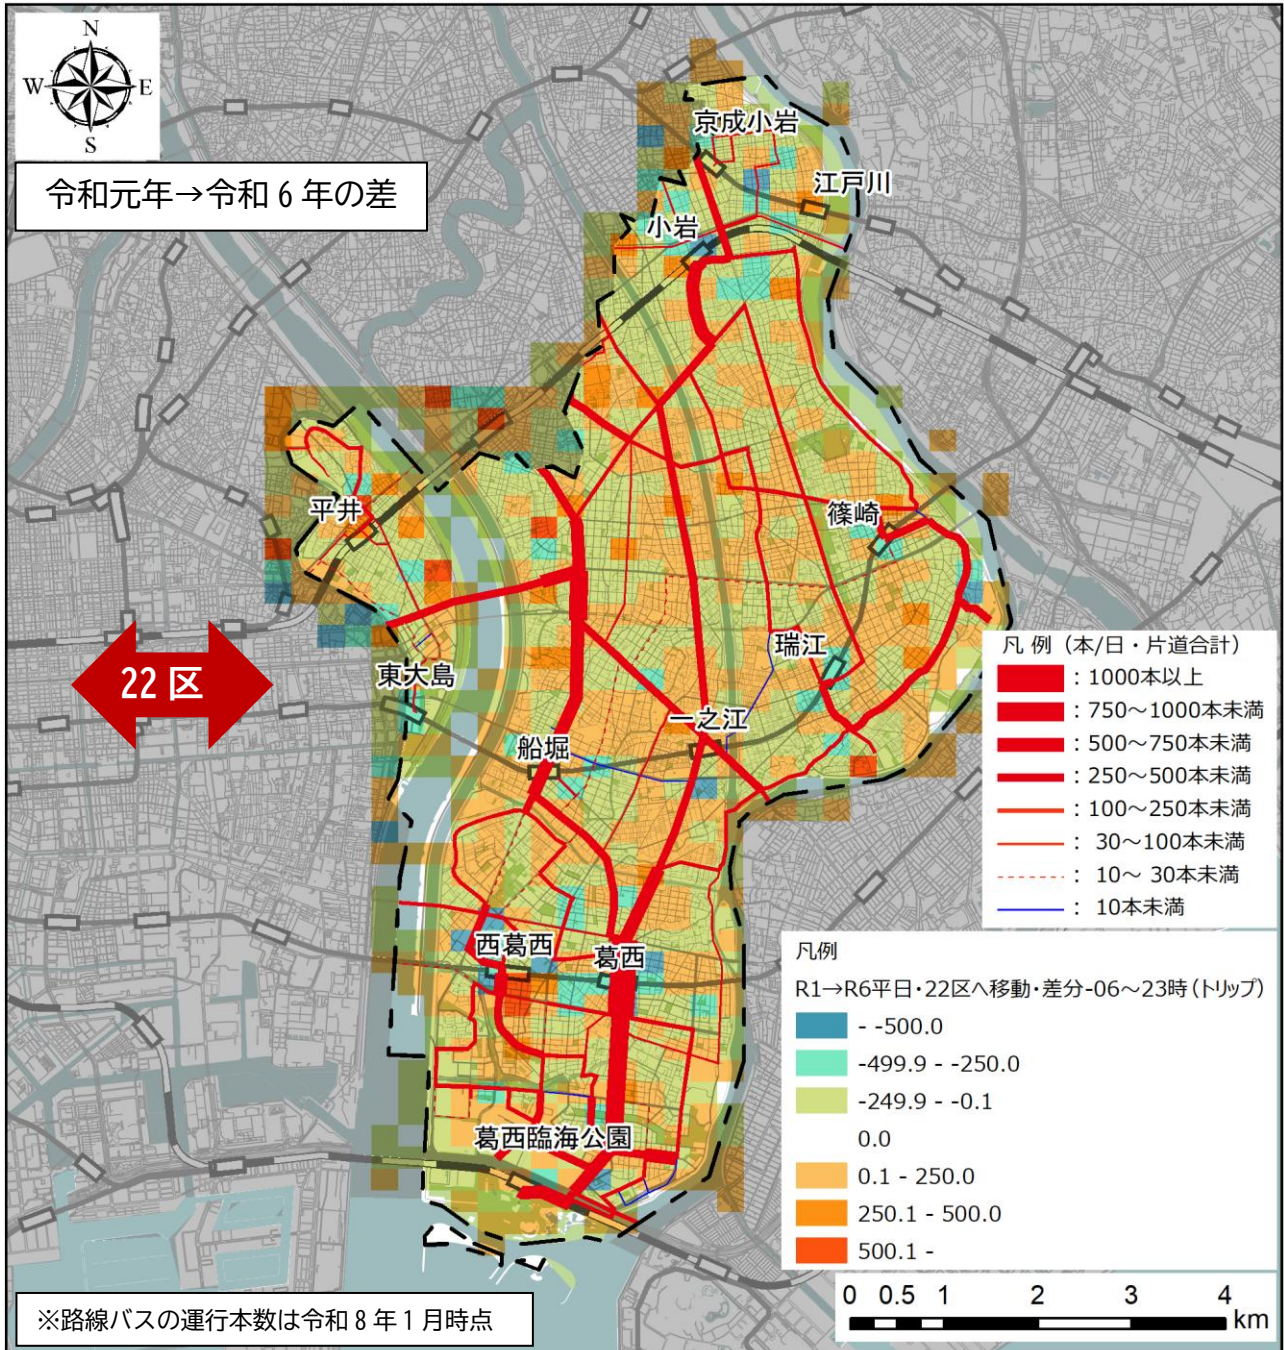 N
W
E
S
令和元年→令和6年の差
京成小岩
江戸川
小岩
平井
篠崎
22区
東大島
瑞江
一之江
船堀
西葛西
葛西
葛西臨海公園
凡 例（本/日・片道合計）
：1000本以上
：750～1000本未満
：500～750本未満
：250～500本未満
：100～250本未満
： 30～100本未満
： 10～ 30本未満
： 10本未満
凡例
R1→R6平日・22区へ移動・差分-06～23時（トリップ）
- -500.0
-499.9 - -250.0
-249.9 - -0.1
0.0
0.1 - 250.0
250.1 - 500.0
500.1 -
0 0.5 1 2 3 4
km
※路線バスの運行本数は令和8年1月時点